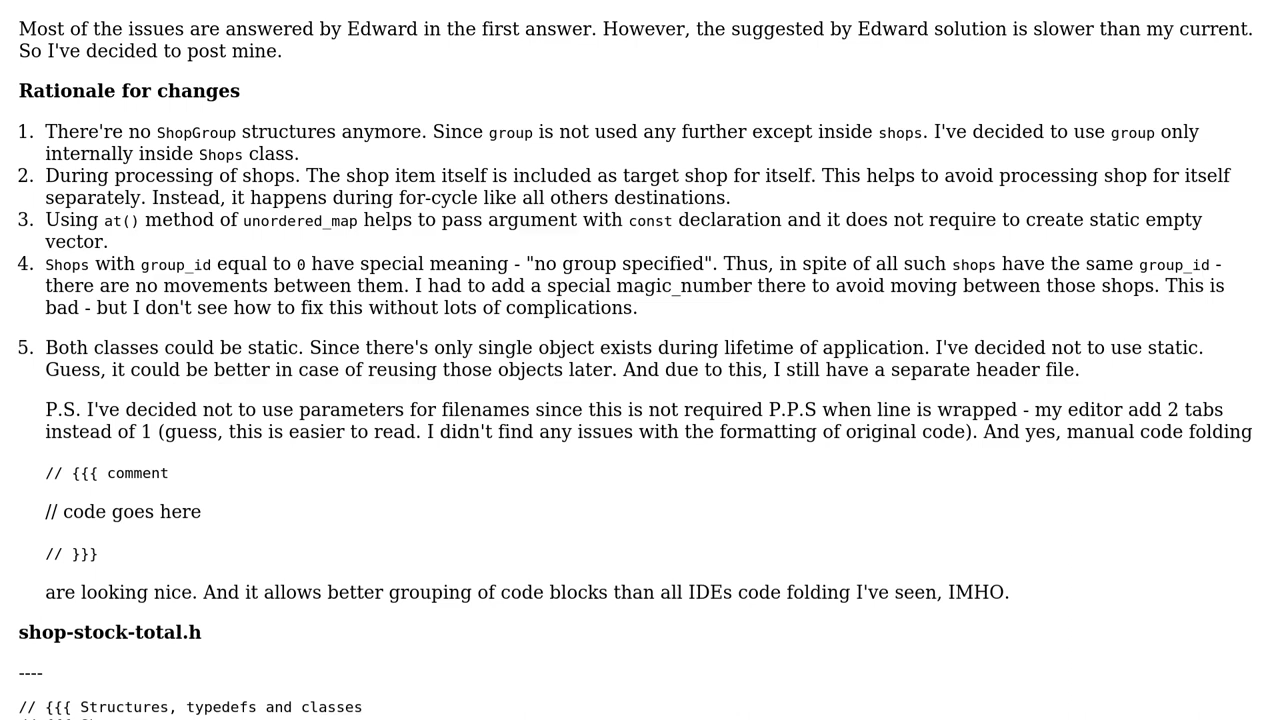 Most of the issues are answered by Edward in the first answer. However, the suggested by Edward solution is slower than my current.
So I've decided to post mine.
Rationale for changes
1. There're no ShopGroup structures anymore. Since group is not used any further except inside shops. I've decided to use group only
internally inside Shops class.
2. During processing of shops. The shop item itself is included as target shop for itself. This helps to avoid processing shop for itself
separately. Instead, it happens during for-cycle like all others destinations.
3. Using at() method of unordered_map helps to pass argument with const declaration and it does not require to create static empty
vector.
4. Shops with group_id equal to 0 have special meaning - "no group specified". Thus, in spite of all such shops have the same group_id -
there are no movements between them. I had to add a special magic_number there to avoid moving between those shops. This is
bad - but I don't see how to fix this without lots of complications.
5. Both classes could be static. Since there's only single object exists during lifetime of application. I've decided not to use static.
Guess, it could be better in case of reusing those objects later. And due to this, I still have a separate header file.
P.S. I've decided not to use parameters for filenames since this is not required P.P.S when line is wrapped - my editor add 2 tabs
instead of 1 (guess, this is easier to read. I didn't find any issues with the formatting of original code). And yes, manual code folding
// {{{ comment
// code goes here
// }}}
are looking nice. And it allows better grouping of code blocks than all IDEs code folding I've seen, IMHO.
shop-stock-total.h
----
// {{{ Structures, typedefs and classes